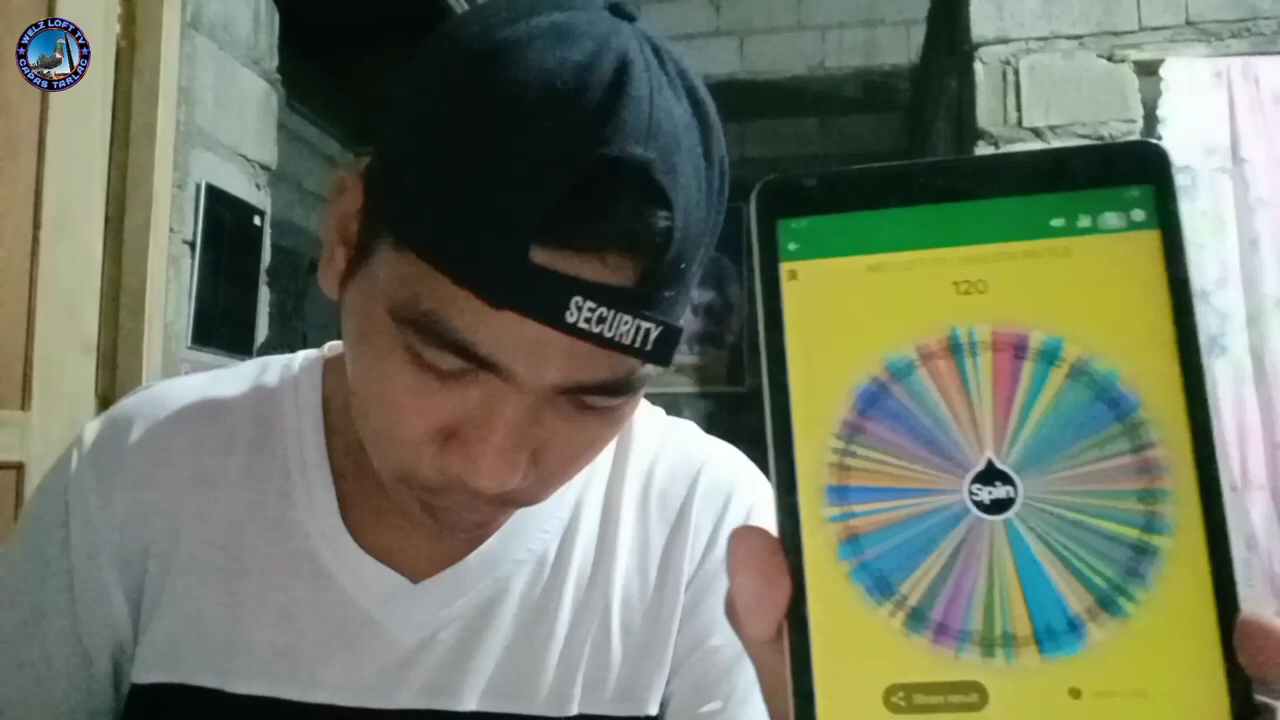 WELZ LOFT TV
CAPAS TARLAC
SECURITY
120
Spin
Share result